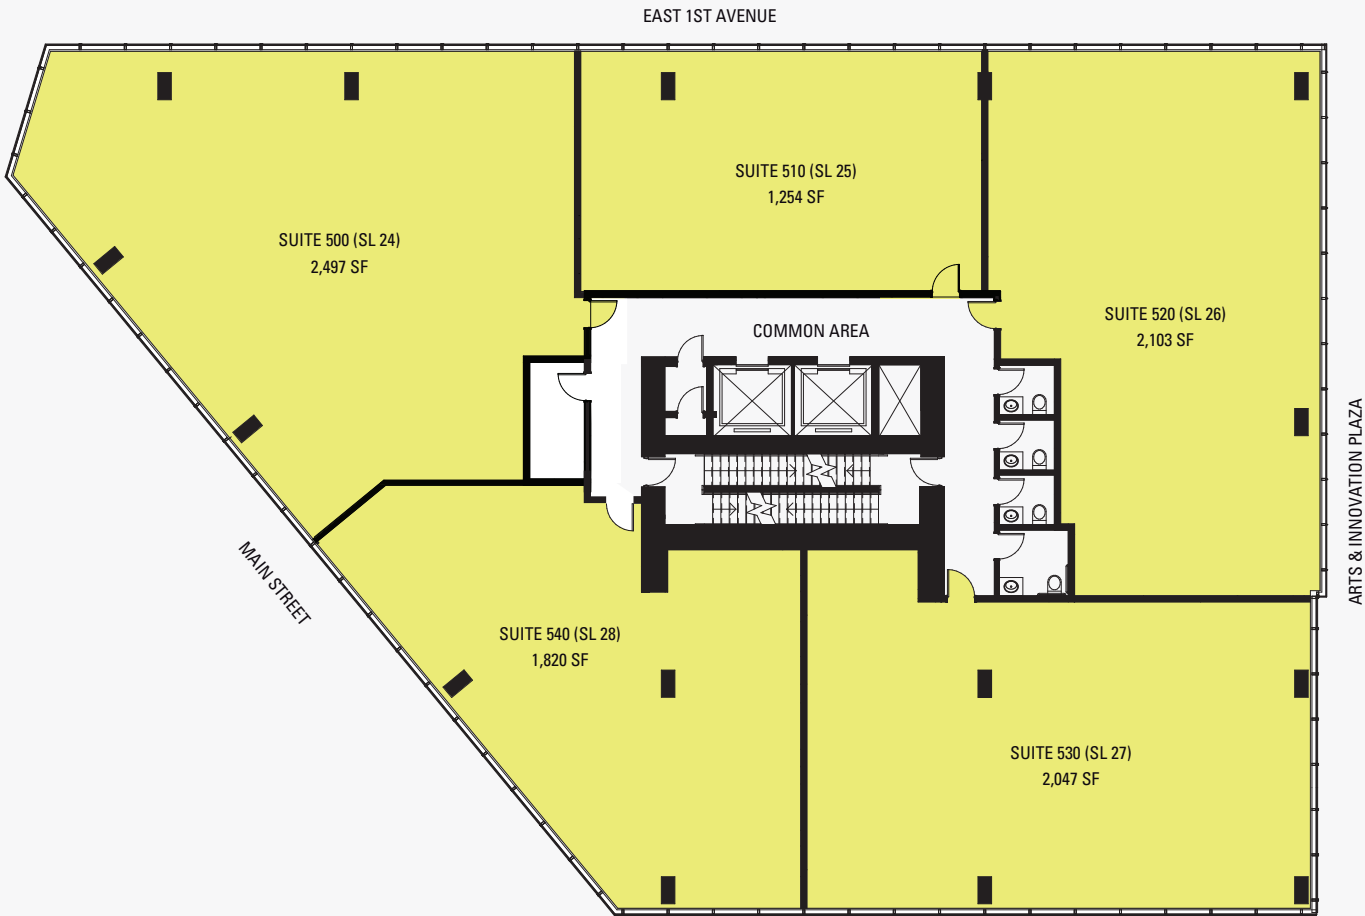 EAST 1ST AVENUE
SUITE 510 (SL 25)
1,254 SF
SUITE 500 (SL 24)
2,497 SF
SUITE 520 (SL 26)
2,103 SF
COMMON AREA
ARTS & INNOVATION PLAZA
MAIN STREET
SUITE 540 (SL 28)
1,820 SF
SUITE 530 (SL 27)
2,047 SF